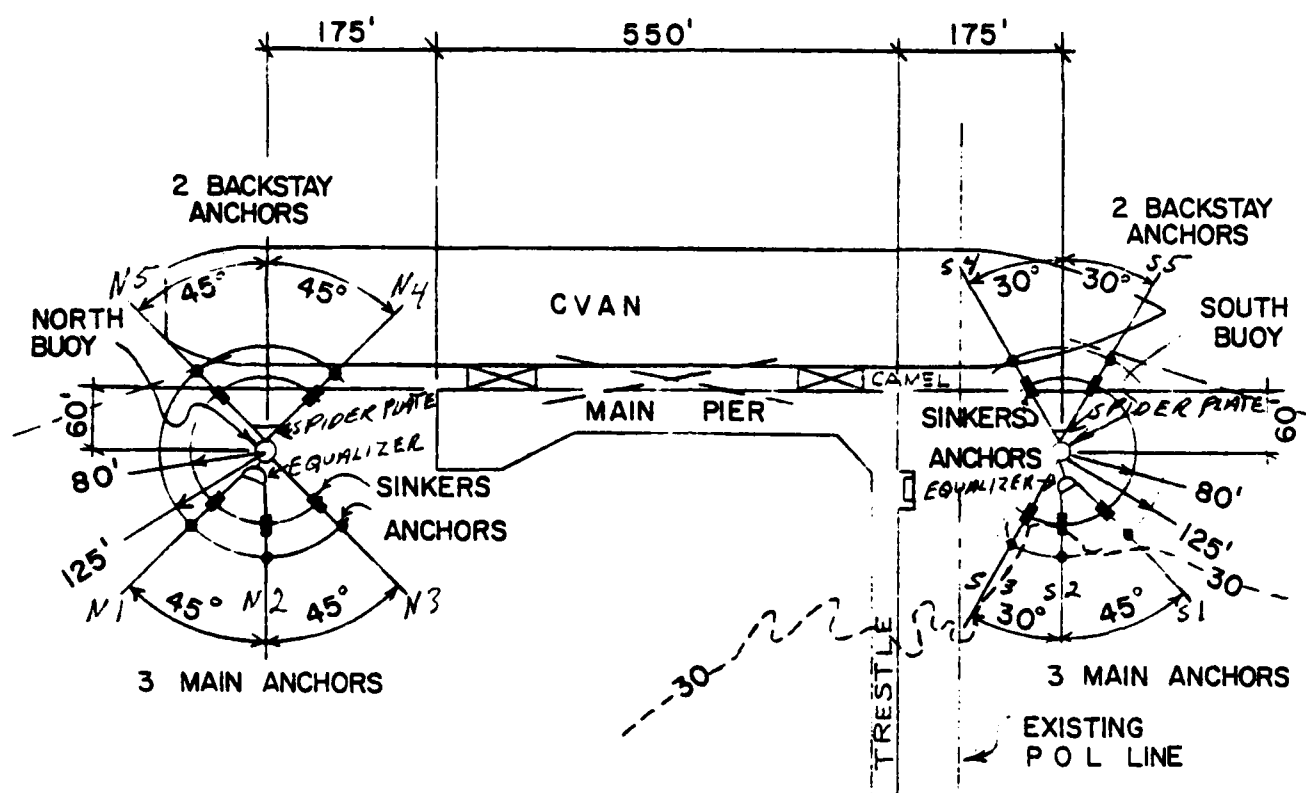 175'
550'
175'
2 BACKSTAY
ANCHORS
2 BACKSTAY
ANCHORS
N5
45°
45°
N4
S4
30°
30°
S5
NORTH
BUOY
CVAN
SOUTH
BUOY
CAMEL
60'
SPIDER PLATE
MAIN PIER
SINKERS
SPIDER PLATE
60'
EQUALIZER
ANCHORS
80'
SINKERS
EQUALIZER
80'
ANCHORS
125'
125'
30
N1
45°
N2
45°
N3
S3
30°
S2
45°
S1
3 MAIN ANCHORS
30
TRESTLE
3 MAIN ANCHORS
EXISTING
POL LINE